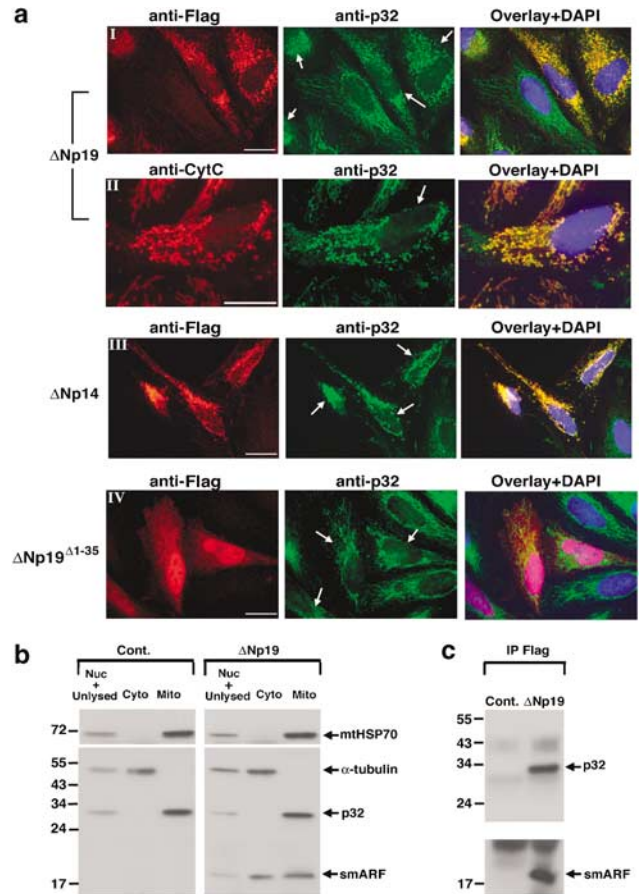 a
anti-Flag anti-p32 Overlay+DAPI
I
ΔNp19
anti-CytC anti-p32 Overlay+DAPI
II
anti-Flag anti-p32 Overlay+DAPI
III
ΔNp14
anti-Flag anti-p32 Overlay+DAPI
IV
ΔNp19Δ1-35
b
Cont. ΔNp19
Nuc + Unlysed Cyto Mito Nuc + Unlysed Cyto Mito
72 mtHSP70
55 α-tubulin
43
34 p32
24
17 smARF
c
IP Flag
Cont. ΔNp19
55
43
34 p32
24
17 smARF